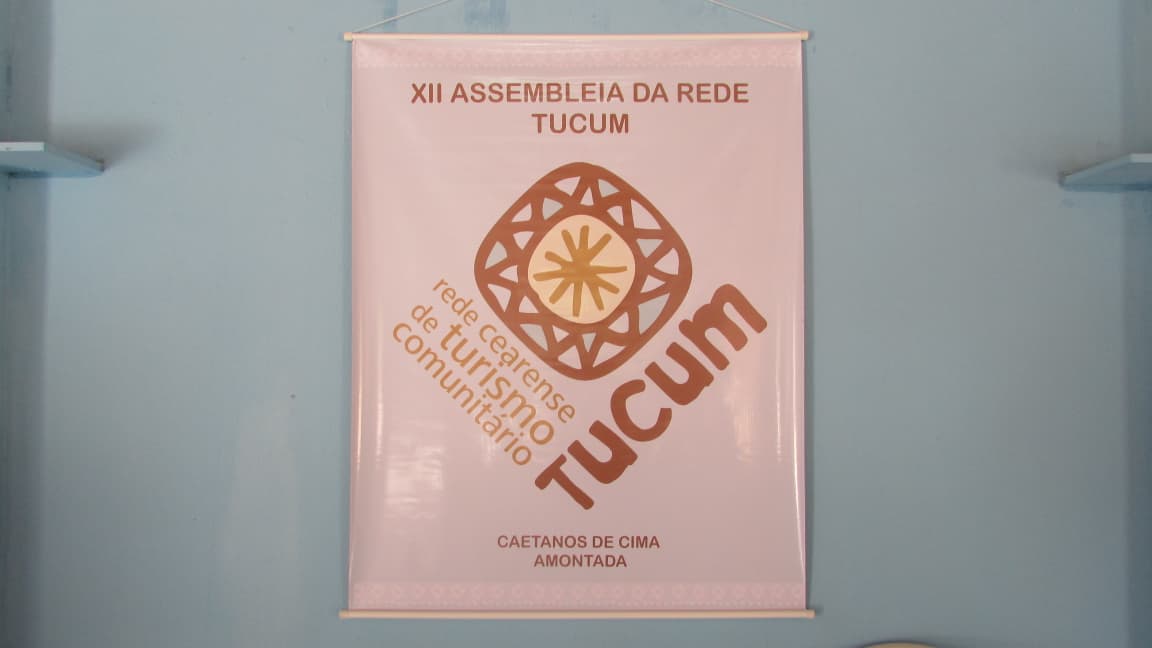 XII ASSEMBLEIA DA REDE
TUCUM
rede cearense
de turismo
comunitário
Tucum
CAETANOS DE CIMA
AMONTADA